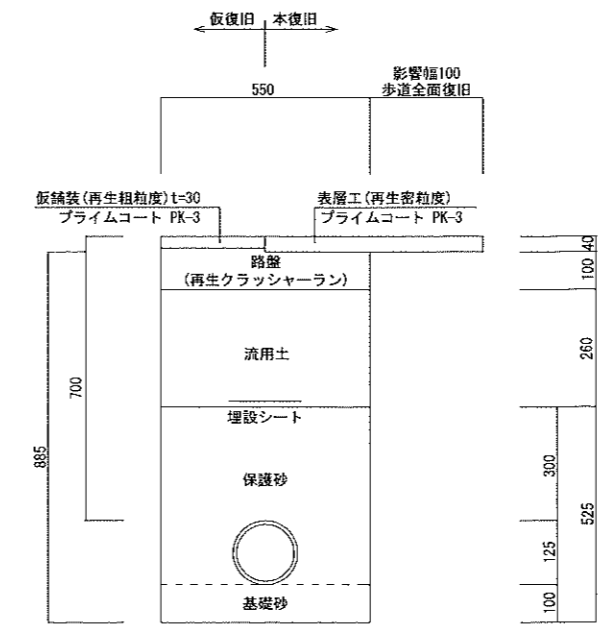 仮復旧 本復旧
影響幅100
550 歩道全面復旧
仮舗装(再生粗粒度)t=30 表層工(再生密粒度)
プライムコート PK-3 プライムコート PK-3
40
路盤 100
(再生クラッシャーラン)
流用土 260
700
埋設シート
885
300
保護砂
525
125
基礎砂 100